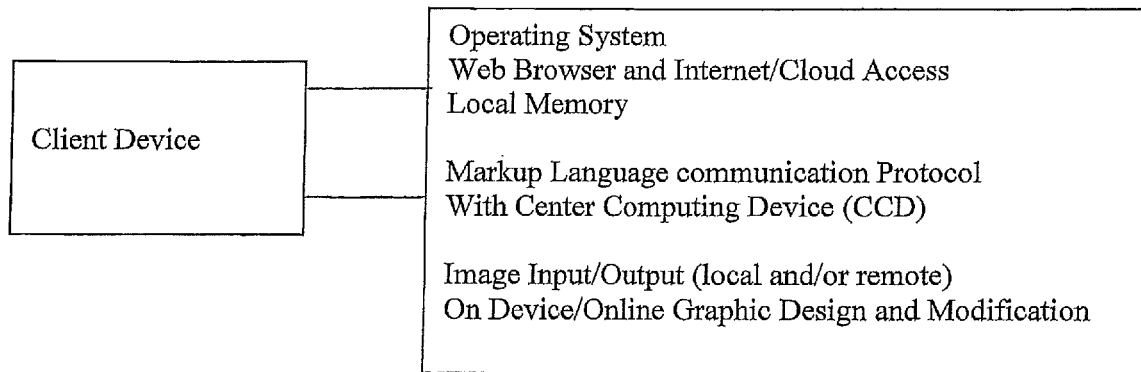 Client Device
Operating System
Web Browser and Internet/Cloud Access
Local Memory
Markup Language communication Protocol
With Center Computing Device (CCD)
Image Input/Output (local and/or remote)
On Device/Online Graphic Design and Modification